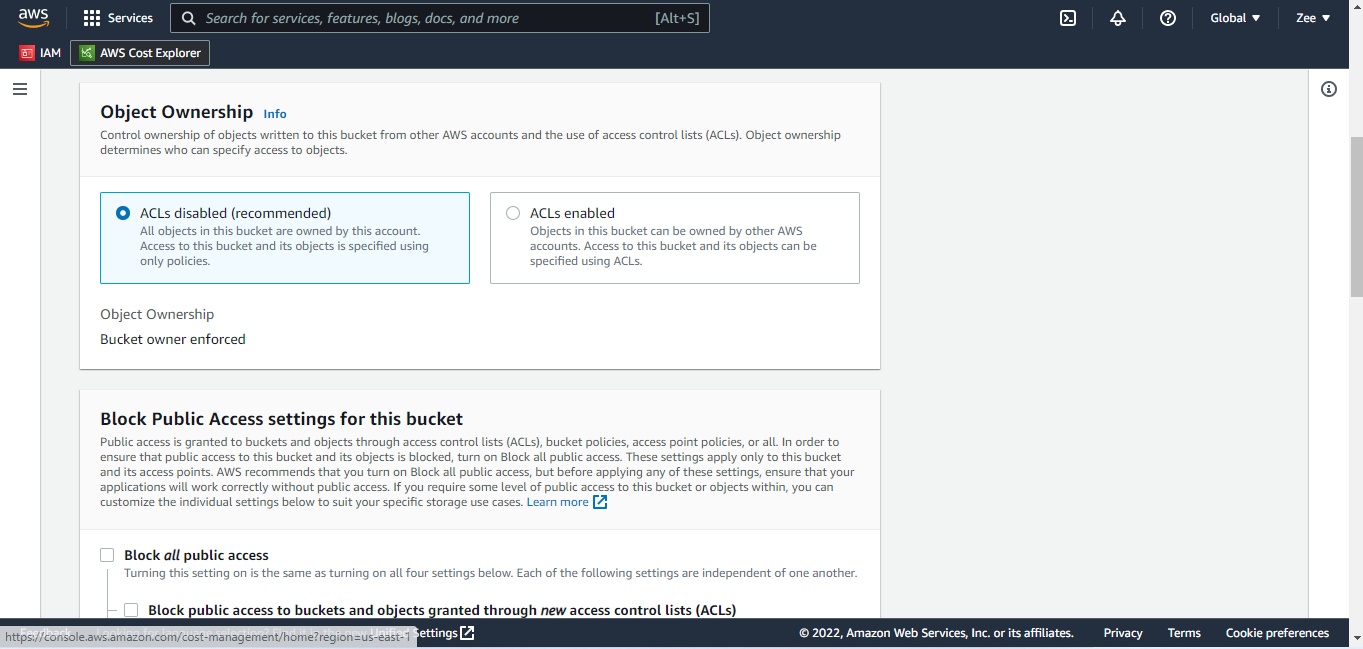 aws
Services
Search for services, features, blogs, docs, and more [Alt+S]
Global ▼
Zee ▼
IAM
AWS Cost Explorer
Object Ownership Info
Control ownership of objects written to this bucket from other AWS accounts and the use of access control lists (ACLs). Object ownership
determines who can specify access to objects.
ACLs disabled (recommended)
All objects in this bucket are owned by this account.
Access to this bucket and its objects is specified using
only policies.
ACLs enabled
Objects in this bucket can be owned by other AWS
accounts. Access to this bucket and its objects can be
specified using ACLs.
Object Ownership
Bucket owner enforced
Block Public Access settings for this bucket
Public access is granted to buckets and objects through access control lists (ACLs), bucket policies, access point policies, or all. In order to
ensure that public access to this bucket and its objects is blocked, turn on Block all public access. These settings apply only to this bucket
and its access points. AWS recommends that you turn on Block all public access, but before applying any of these settings, ensure that your
applications will work correctly without public access. If you require some level of public access to this bucket or objects within, you can
customize the individual settings below to suit your specific storage use cases. Learn more
Block all public access
Turning this setting on is the same as turning on all four settings below. Each of the following settings are independent of one another.
Block public access to buckets and objects granted through new access control lists (ACLs)
https://console.aws.amazon.com/cost-management/home?region=us-east-1
Settings
© 2022, Amazon Web Services, Inc. or its affiliates.
Privacy
Terms
Cookie preferences